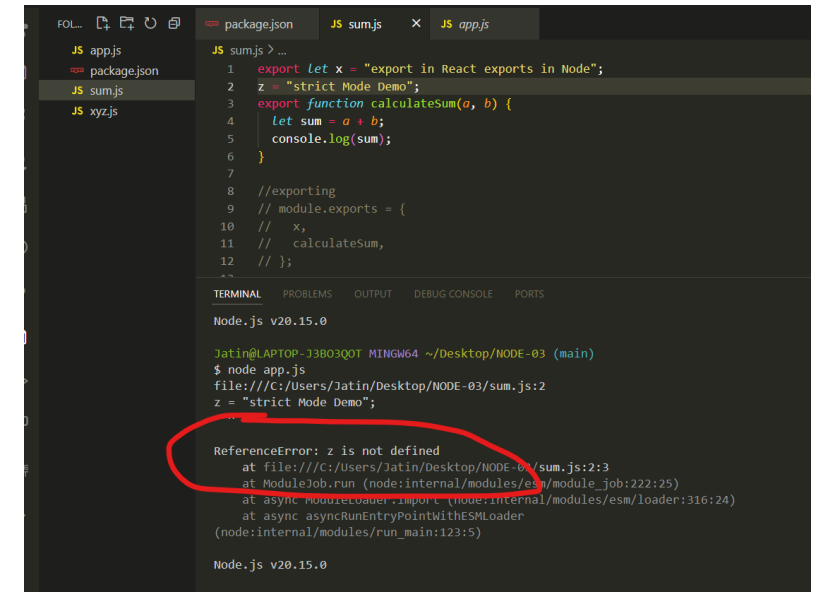 FOL...
JS app.js
package.json
JS sum.js
JS xyz.js
package.json JS sum.js × JS app.js
JS sum.js > ...
1 export let x = "export in React exports in Node";
2 z = "strict Mode Demo";
3 export function calculateSum(a, b) {
4 let sum = a + b;
5 console.log(sum);
6 }
7
8 //exporting
9 // module.exports = {
10 // x,
11 // calculateSum,
12 // };
TERMINAL PROBLEMS OUTPUT DEBUG CONSOLE PORTS
Node.js v20.15.0
Jatin@LAPTOP-J3BO3QOT MINGW64 ~/Desktop/NODE-03 (main)
$ node app.js
file:///C:/Users/Jatin/Desktop/NODE-03/sum.js:2
z = "strict Mode Demo";
ReferenceError: z is not defined
at file:///C:/Users/Jatin/Desktop/NODE-03/sum.js:2:3
at ModuleJob.run (node:internal/modules/esm/module_job:222:25)
at async ModuleLoader.import (node:internal/modules/esm/loader:316:24)
at async asyncRunEntryPointWithESMLoader
(node:internal/modules/run_main:123:5)
Node.js v20.15.0